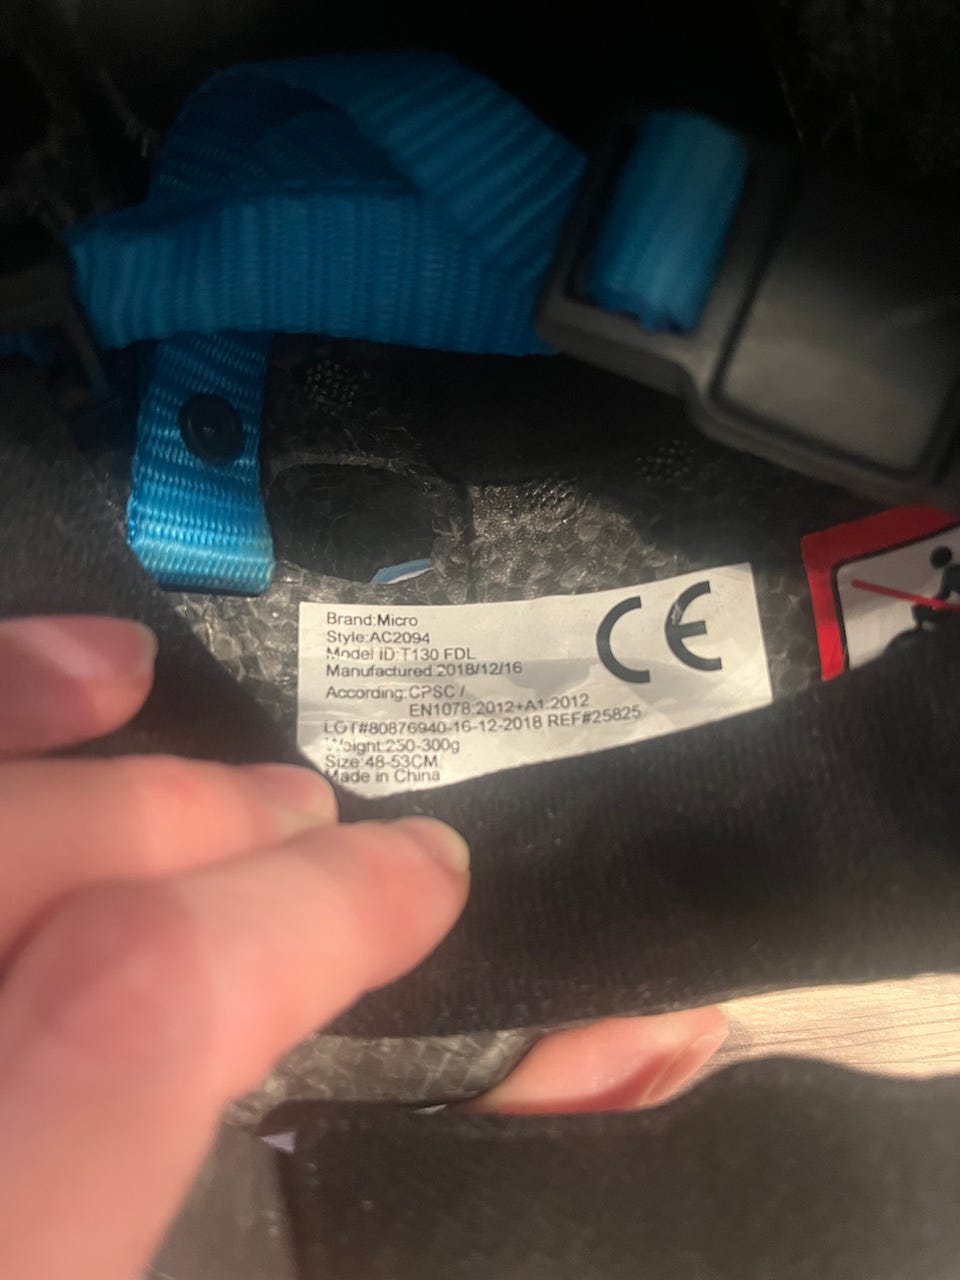 Brand:Micro
Style:AC2094
Model ID:T130 FDL
Manufactured:2018/12/16
According:CPSC /
EN1078:2012+A1:2012
LOT#80876940-16-12-2018 REF#25825
Weight:250-300g
Size:48-53CM
Made in China
CE